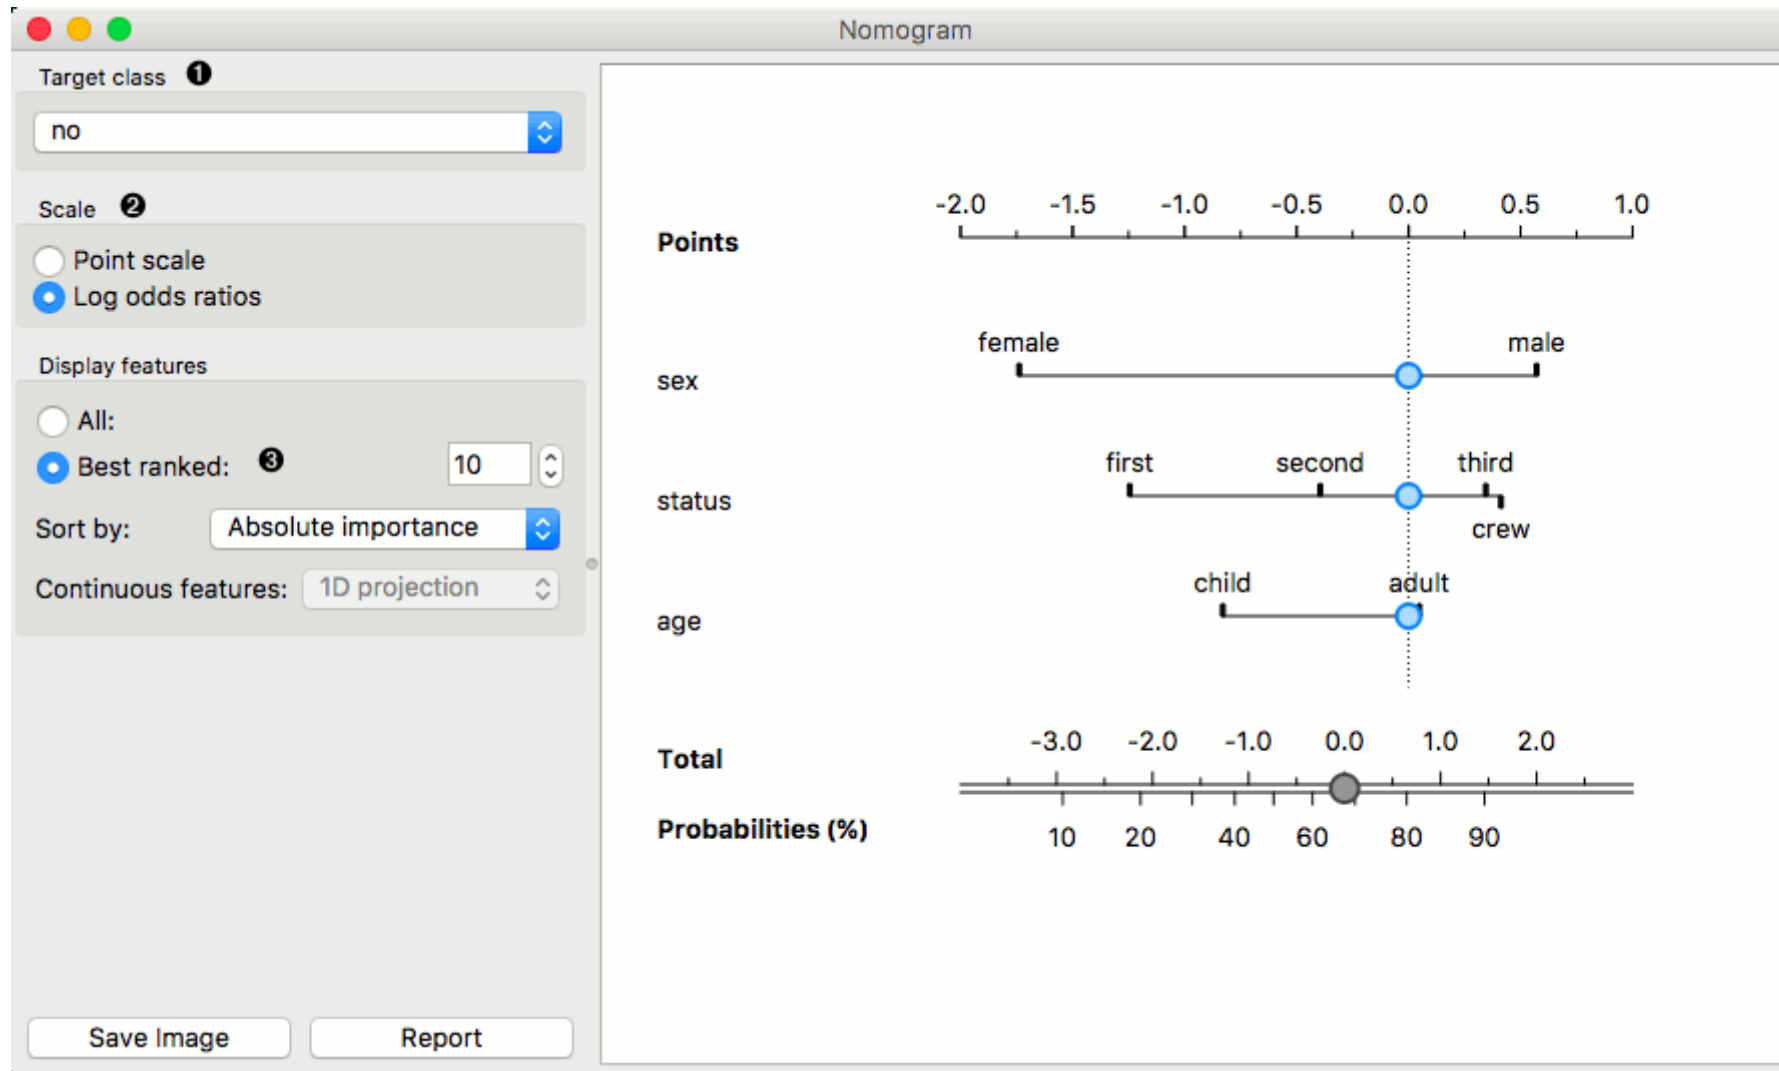 Nomogram
Target class ❶
no
Scale ❷
Point scale
Log odds ratios
Display features
All:
Best ranked: ❸ 10
Sort by: Absolute importance
Continuous features: 1D projection
Save Image Report
-2.0 -1.5 -1.0 -0.5 0.0 0.5 1.0
Points
female male
sex
first second third
status
crew
child adult
age
-3.0 -2.0 -1.0 0.0 1.0 2.0
Total
Probabilities (%)
10 20 40 60 80 90